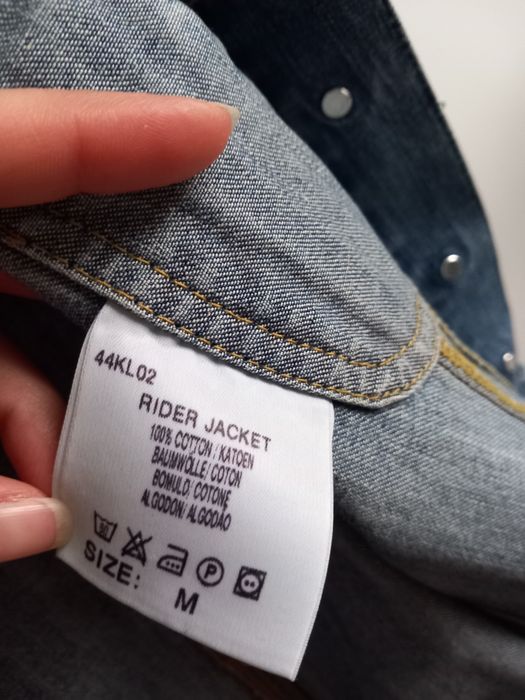 44KL02
RIDER JACKET
100% COTTON/KATOEN
BAUMWOLLE/COTON
BOMULD/COTONE
ALGODON/ALGODÃO
P
SIZE: M